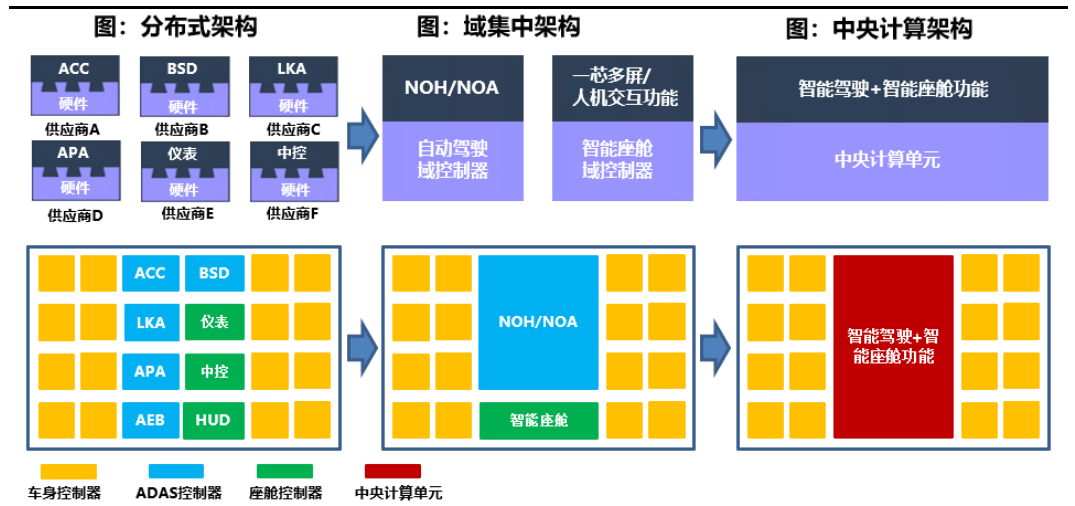 图：分布式架构
图：域集中架构
图：中央计算架构
ACC
硬件
供应商A
BSD
硬件
供应商B
LKA
硬件
供应商C
APA
硬件
供应商D
仪表
硬件
供应商E
中控
硬件
供应商F
NOH/NOA
自动驾驶
域控制器
一芯多屏/
人机交互功能
智能座舱
域控制器
智能驾驶+智能座舱功能
中央计算单元
ACC
BSD
LKA
仪表
APA
中控
AEB
HUD
NOH/NOA
智能座舱
智能驾驶+智
能座舱功能
车身控制器
ADAS控制器
座舱控制器
中央计算单元